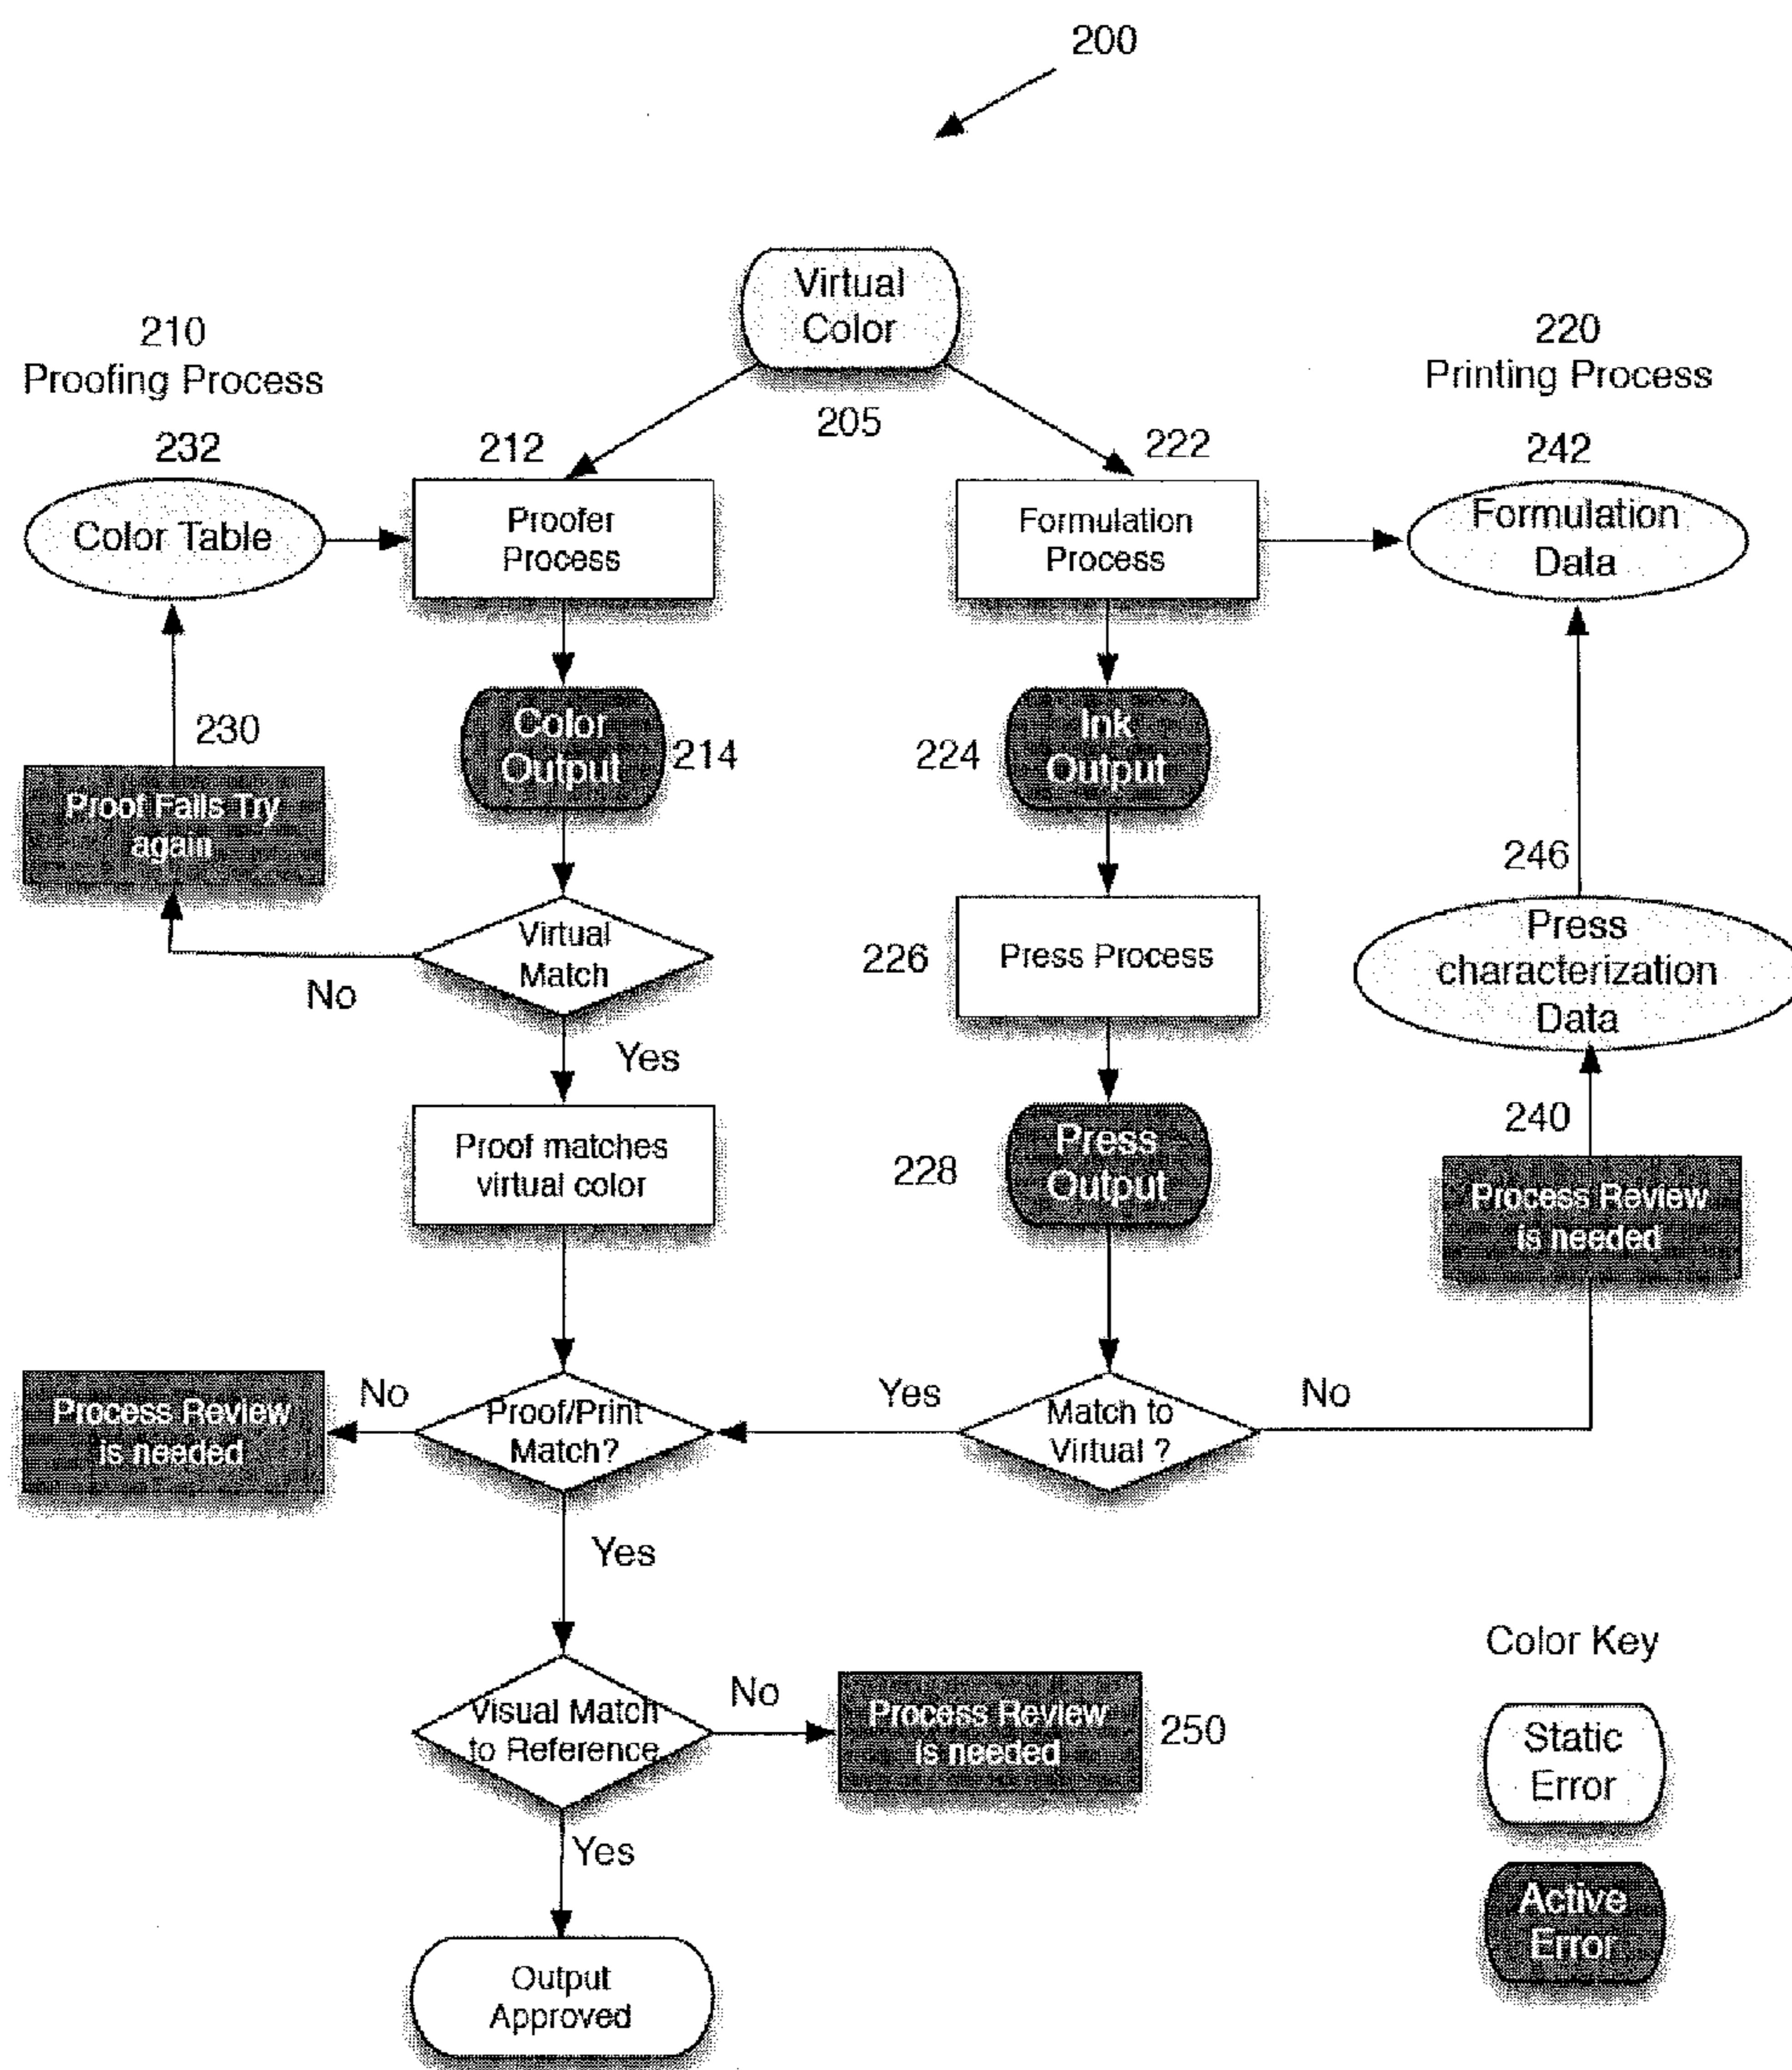 200
Virtual
Color
205
210
Proofing Process
220
Printing Process
232
Color Table
212
Proofer
Process
222
Formulation
Process
242
Formulation
Data
230
Proof Fails Try
again
Color
Output
214
224
Ink
Output
246
Press
characterization
Data
Virtual
Match
No
Yes
226
Press Process
Proof matches
virtual color
228
Press
Output
240
Process Review
is needed
Process Review
is needed
No
Proof/Print
Match?
Yes
Match to
Virtual ?
No
Yes
Visual Match
to Reference
No
Process Review
is needed
250
Yes
Output
Approved
Color Key
Static
Error
Active
Error